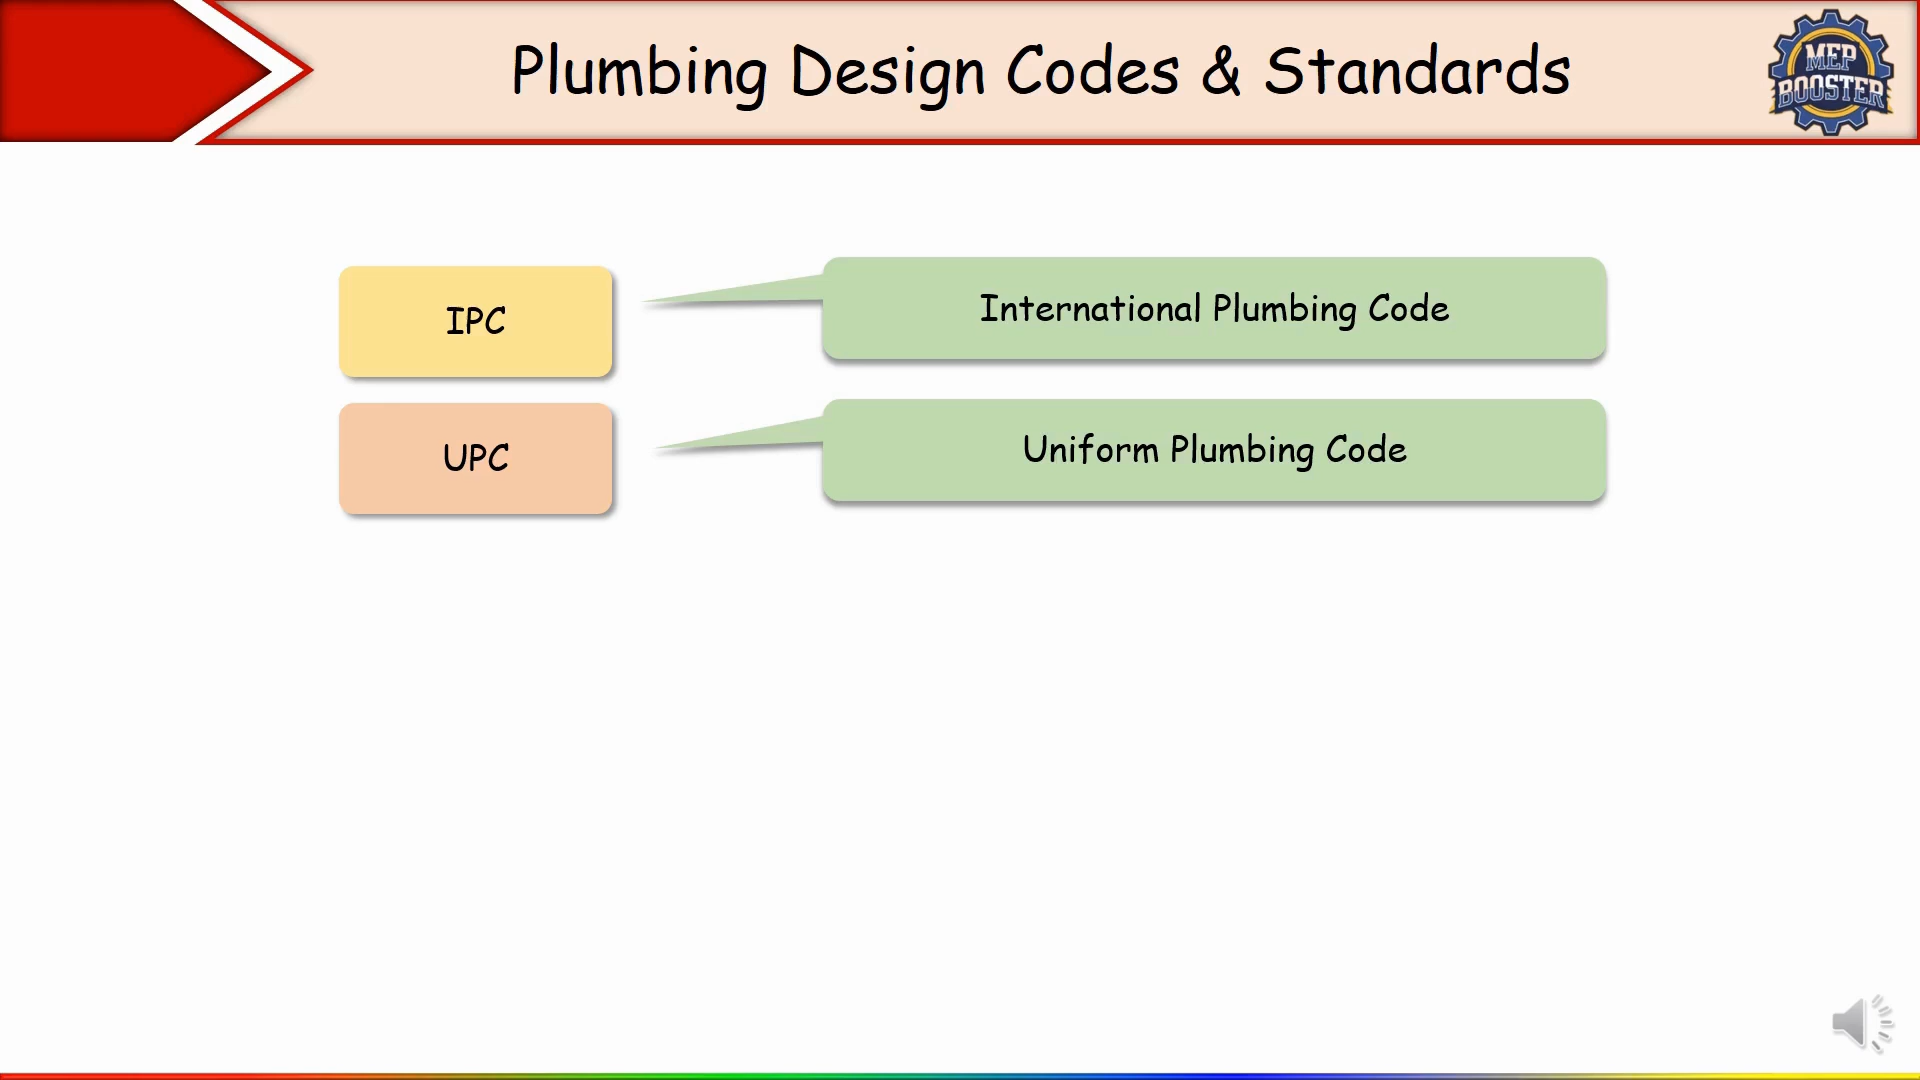 Plumbing Design Codes & Standards
MEP
BOOSTER
IPC
International Plumbing Code
UPC
Uniform Plumbing Code